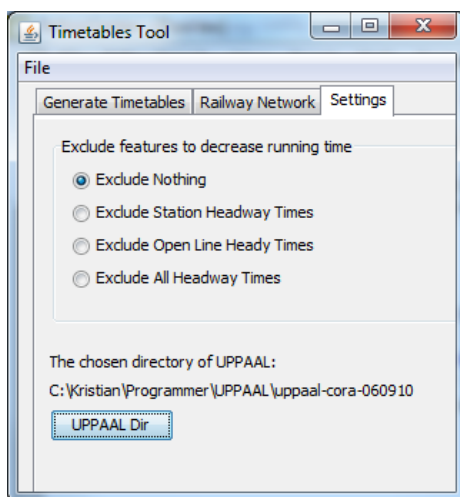 Timetables Tool
File
Generate Timetables Railway Network Settings
Exclude features to decrease running time
Exclude Nothing
Exclude Station Headway Times
Exclude Open Line Heady Times
Exclude All Headway Times
The chosen directory of UPPAAL:
C:\Kristian\Programmer\UPPAAL\uppaal-cora-060910
UPPAAL Dir